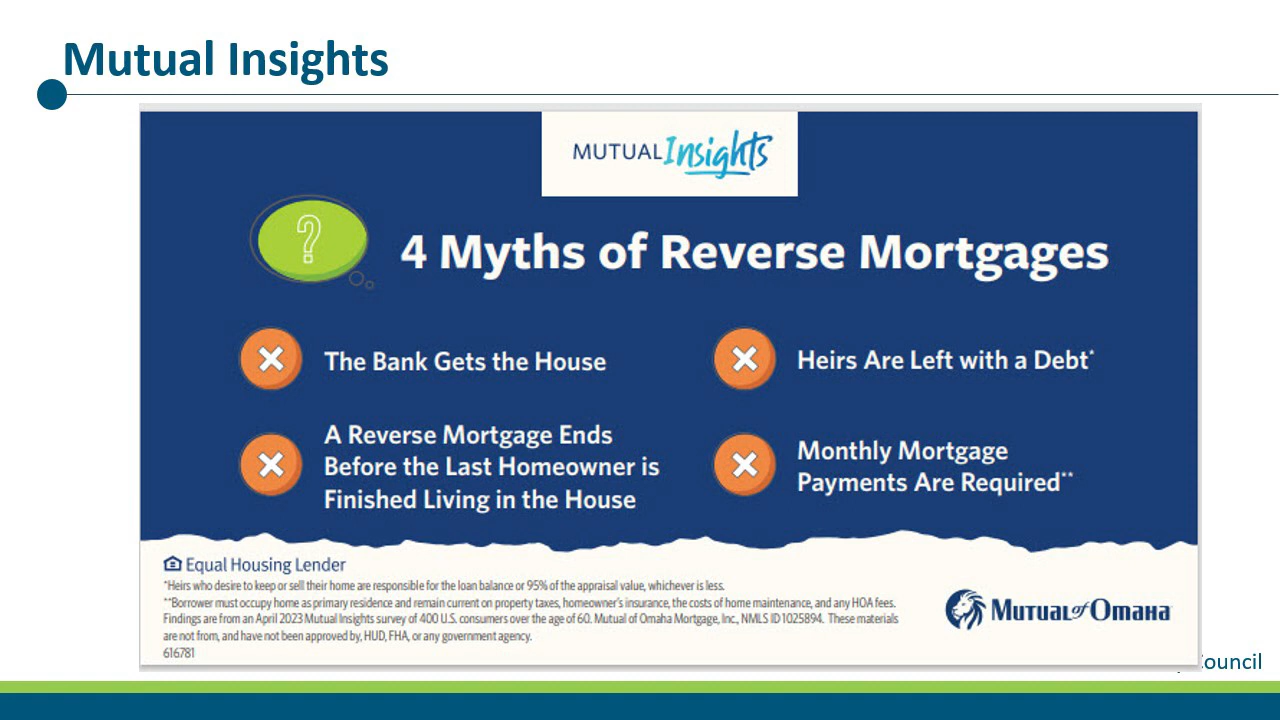 Mutual Insights
MUTUAL Insights
?
4 Myths of Reverse Mortgages
The Bank Gets the House
Heirs Are Left with a Debt*
A Reverse Mortgage Ends
Before the Last Homeowner is
Finished Living in the House
Monthly Mortgage
Payments Are Required**
Equal Housing Lender
*Heirs who desire to keep or sell their home are responsible for the loan balance or 95% of the appraisal value, whichever is less.
**Borrower must occupy home as primary residence and remain current on property taxes, homeowner's insurance, the costs of home maintenance, and any HOA fees.
Findings are from an April 2023 Mutual Insights survey of 400 U.S. consumers over the age of 60. Mutual of Omaha Mortgage, Inc., NMLS ID 1025894. These materials
are not from, and have not been approved by, HUD, FHA, or any government agency.
616781
Mutual of Omaha